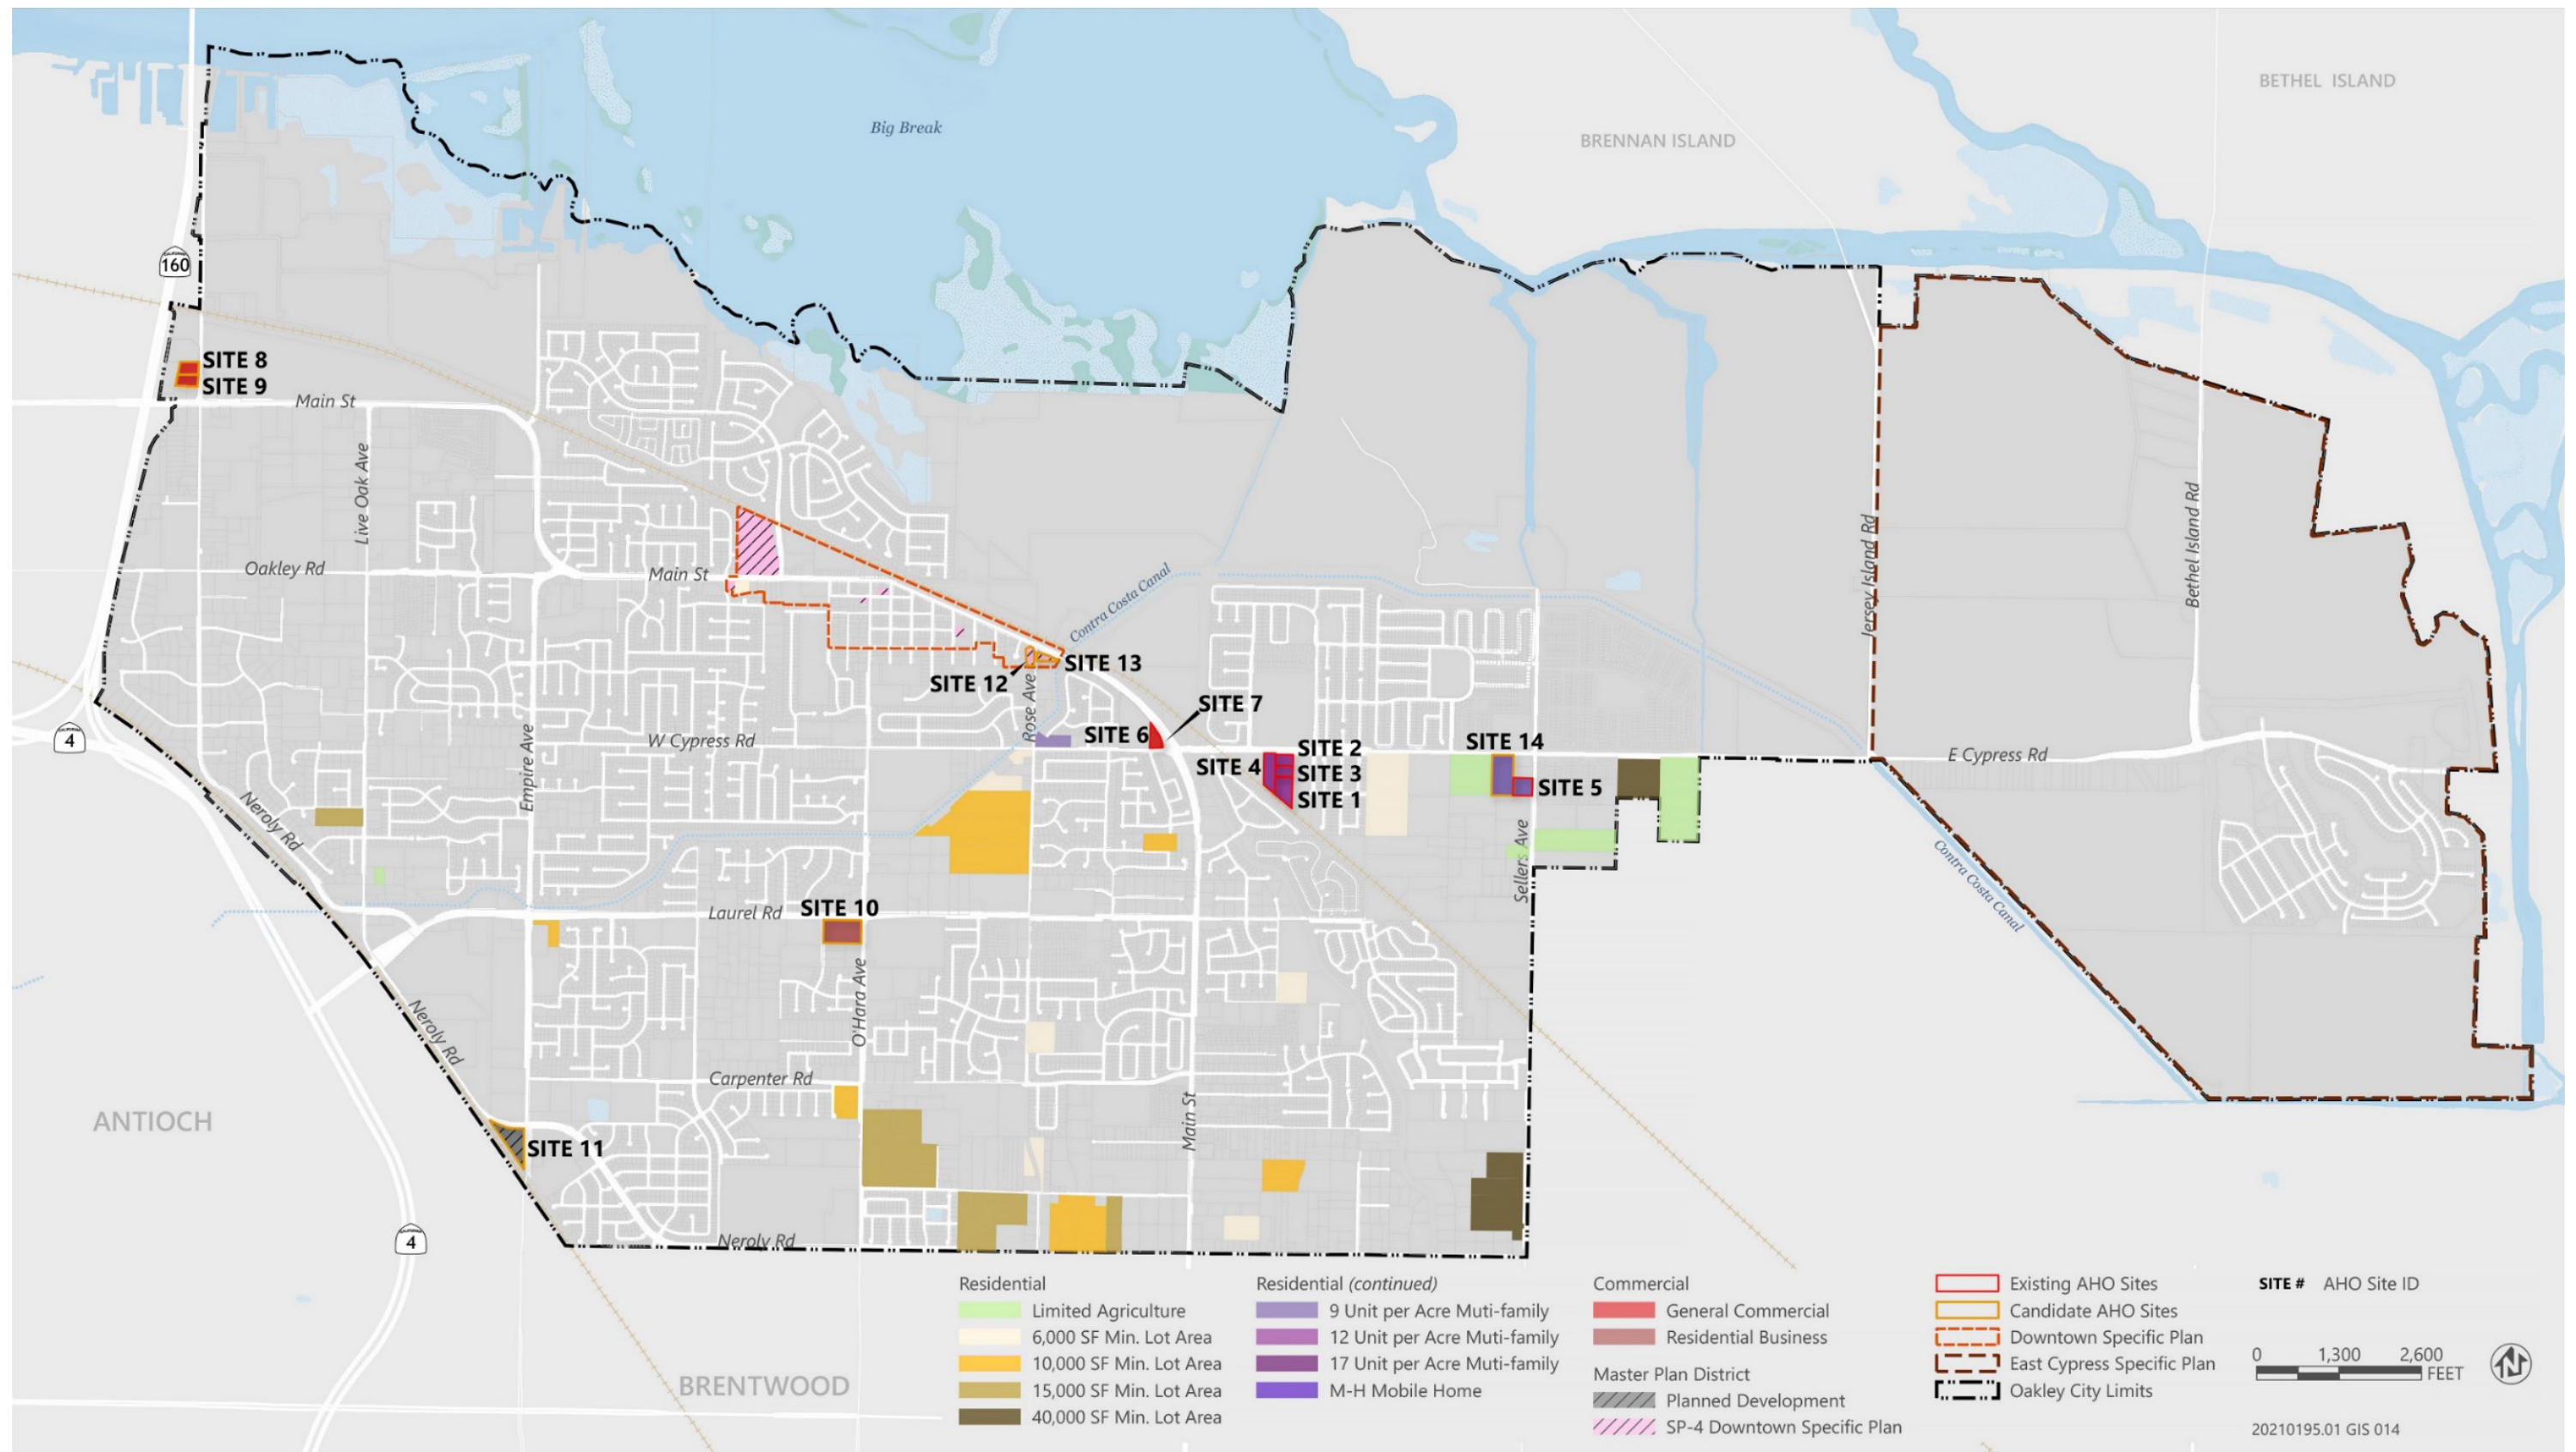 BETHEL ISLAND
Big Break
BRENNAN ISLAND
CALIFORNIA
160
SITE 8
SITE 9
Main St
Live Oak Ave
Jersey Island Rd
Bethel Island Rd
Oakley Rd
Main St
Contra Costa Canal
SITE 13
SITE 12
Rose Ave
SITE 7
SITE 6
4
W Cypress Rd
Empire Ave
SITE 2
SITE 4
SITE 3
SITE 1
SITE 14
SITE 5
E Cypress Rd
Neroly Rd
Sellers Ave
Contra Costa Canal
Laurel Rd
SITE 10
O'Hara Ave
Neroly Rd
Carpenter Rd
Main St
ANTIOCH
SITE 11
CALIFORNIA
4
Neroly Rd
BRENTWOOD
Residential
Limited Agriculture
6,000 SF Min. Lot Area
10,000 SF Min. Lot Area
15,000 SF Min. Lot Area
40,000 SF Min. Lot Area
Residential (continued)
9 Unit per Acre Muti-family
12 Unit per Acre Muti-family
17 Unit per Acre Muti-family
M-H Mobile Home
Commercial
General Commercial
Residential Business
Master Plan District
Planned Development
SP-4 Downtown Specific Plan
Existing AHO Sites
Candidate AHO Sites
Downtown Specific Plan
East Cypress Specific Plan
Oakley City Limits
SITE # AHO Site ID
0 1,300 2,600
FEET
N
20210195.01 GIS 014